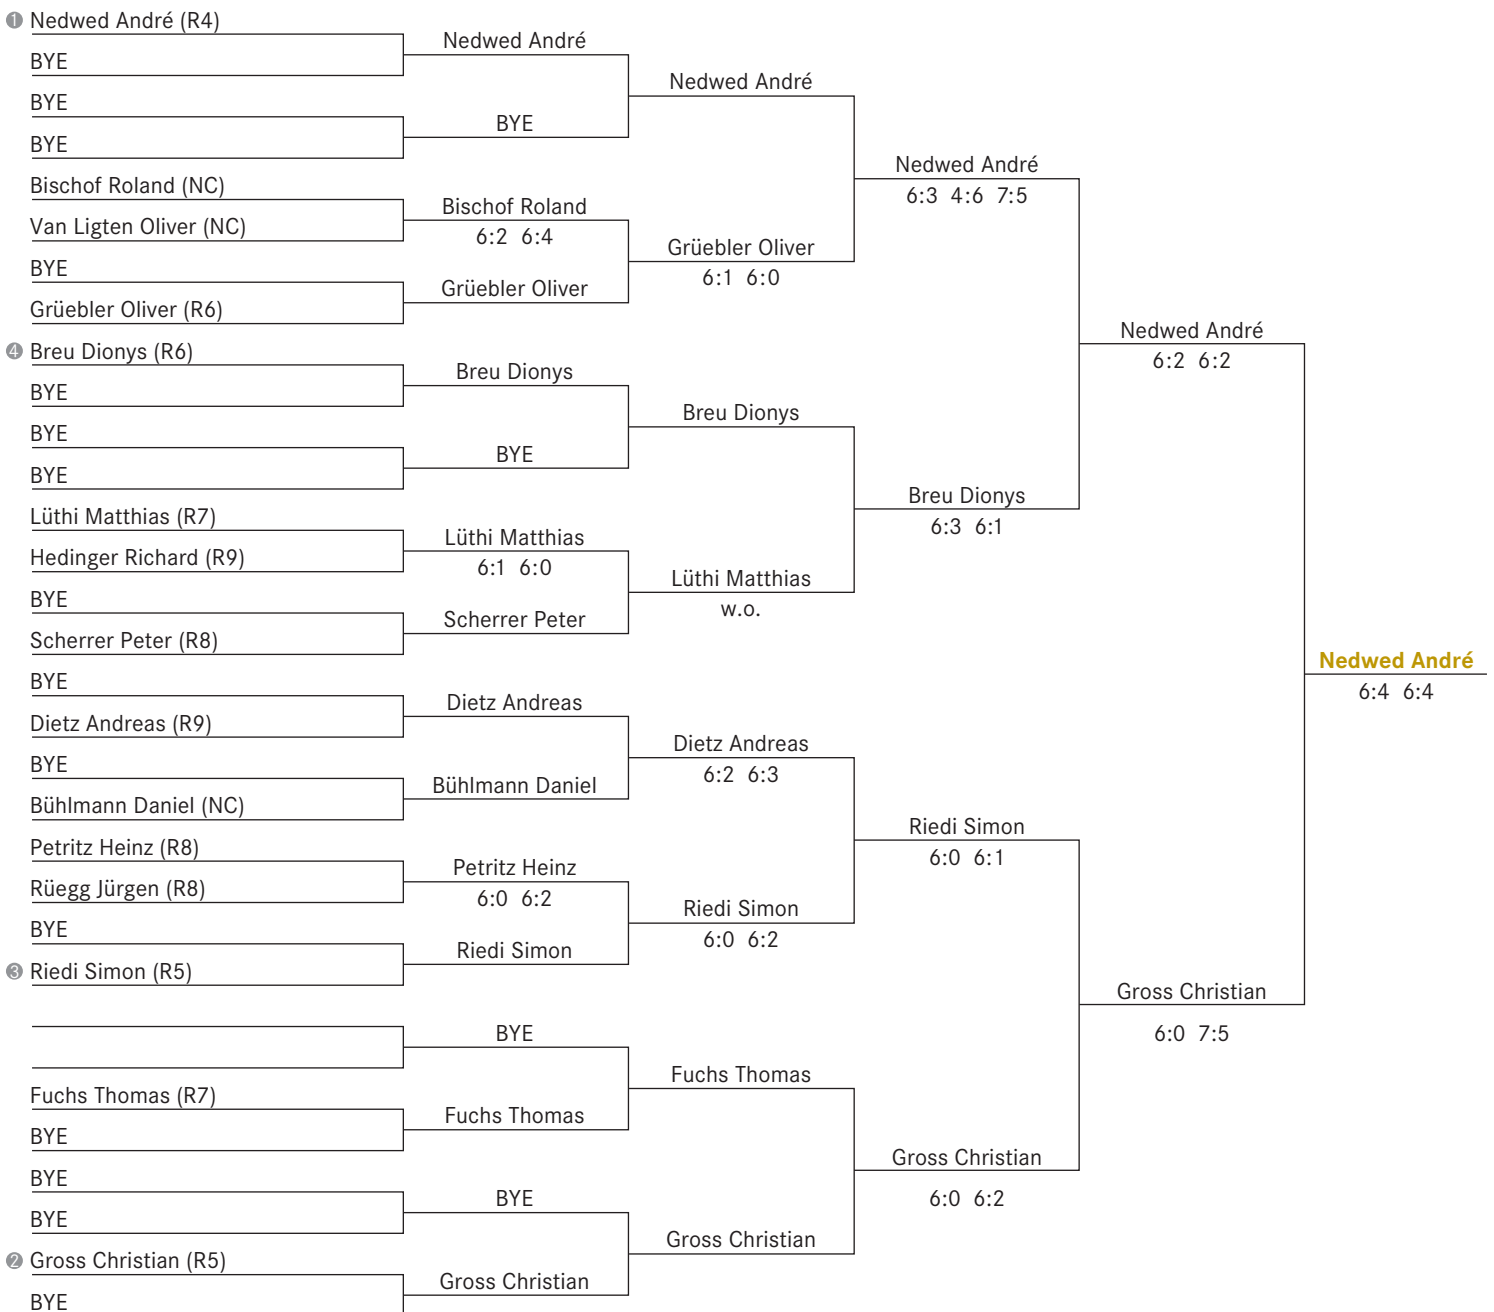 1 Nedwed André (R4)
BYE
BYE
BYE
Bischof Roland (NC)
Van Ligten Oliver (NC)
BYE
Grüebler Oliver (R6)
4 Breu Dionys (R6)
BYE
BYE
BYE
Lüthi Matthias (R7)
Hedinger Richard (R9)
BYE
Scherrer Peter (R8)
BYE
Dietz Andreas (R9)
BYE
Bühlmann Daniel (NC)
Petritz Heinz (R8)
Rüegg Jürgen (R8)
BYE
3 Riedi Simon (R5)
Fuchs Thomas (R7)
BYE
BYE
BYE
2 Gross Christian (R5)
BYE
Nedwed André
BYE
Bischof Roland
6:2 6:4
Grüebler Oliver
Breu Dionys
BYE
Lüthi Matthias
6:1 6:0
Scherrer Peter
Dietz Andreas
Bühlmann Daniel
Petritz Heinz
6:0 6:2
Riedi Simon
BYE
Fuchs Thomas
BYE
Gross Christian
Nedwed André
Grüebler Oliver
6:1 6:0
Breu Dionys
Lüthi Matthias
w.o.
Dietz Andreas
6:2 6:3
Riedi Simon
6:0 6:2
Fuchs Thomas
Gross Christian
Nedwed André
6:3 4:6 7:5
Breu Dionys
6:3 6:1
Riedi Simon
6:0 6:1
Gross Christian
6:0 6:2
Nedwed André
6:2 6:2
Gross Christian
6:0 7:5
Nedwed André
6:4 6:4